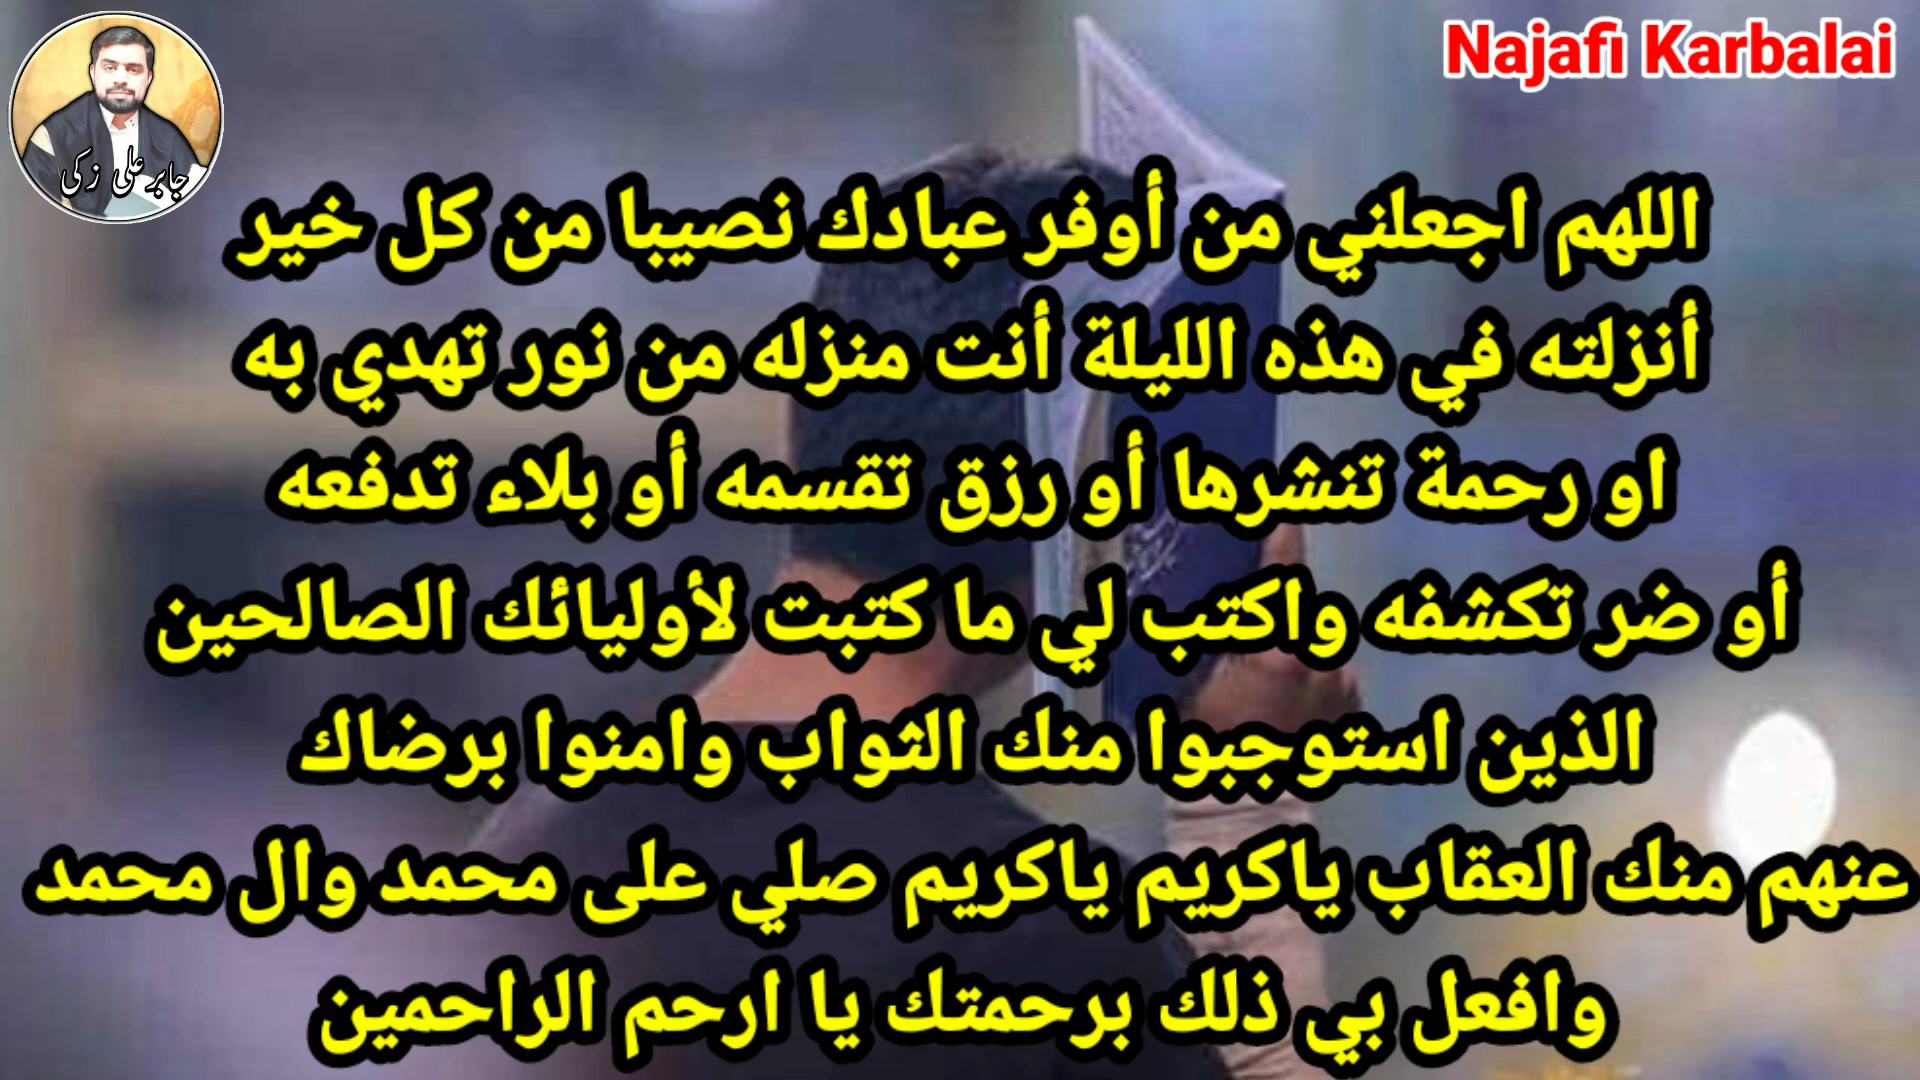 Najafi Karbalai
جابر علی زکی
اللهم اجعلني من أوفر عبادك نصيبا من كل خير
أنزلته في هذه الليلة أنت منزله من نور تهدي به
او رحمة تنشرها أو رزق تقسمه أو بلاء تدفعه
أو ضر تكشفه واكتب لي ما كتبت لأوليائك الصالحين
الذين استوجبوا منك الثواب وامنوا برضاك
عنهم منك العقاب ياكريم ياكريم صلي على محمد وال محمد
وافعل بي ذلك برحمتك يا ارحم الراحمين